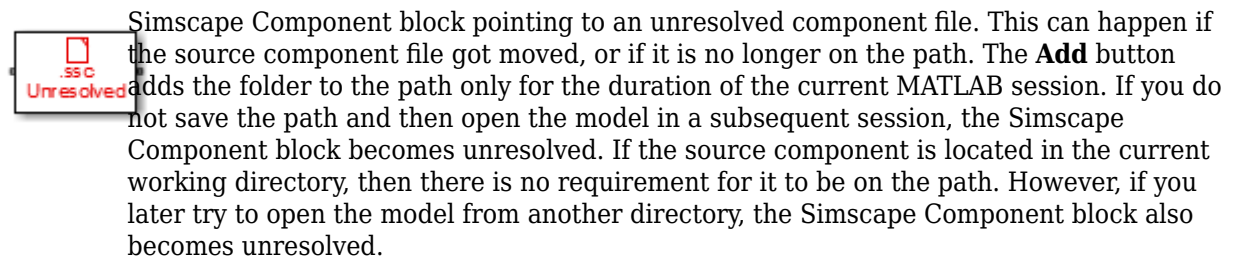 Simscape Component block pointing to an unresolved component file. This can happen if
the source component file got moved, or if it is no longer on the path. The Add button
.ssc
Unresolved
adds the folder to the path only for the duration of the current MATLAB session. If you do
not save the path and then open the model in a subsequent session, the Simscape
Component block becomes unresolved. If the source component is located in the current
working directory, then there is no requirement for it to be on the path. However, if you
later try to open the model from another directory, the Simscape Component block also
becomes unresolved.